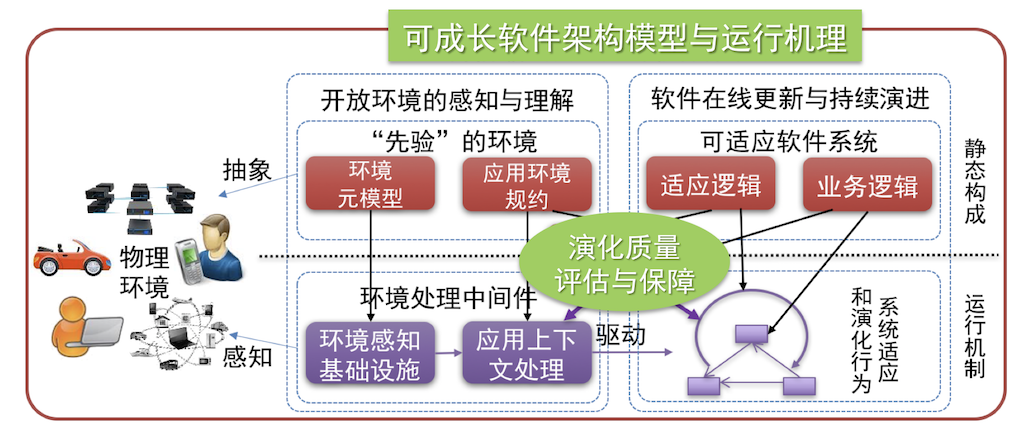 可成长软件架构模型与运行机理
开放环境的感知与理解
软件在线更新与持续演进
“先验”的环境
可适应软件系统
抽象
环境
元模型
应用环境
规约
适应逻辑
业务逻辑
静态构成
物理
环境
演化质量
评估与保障
环境处理中间件
感知
环境感知
基础设施
应用上下
文处理
驱动
系统适应
和演化行为
运行机制